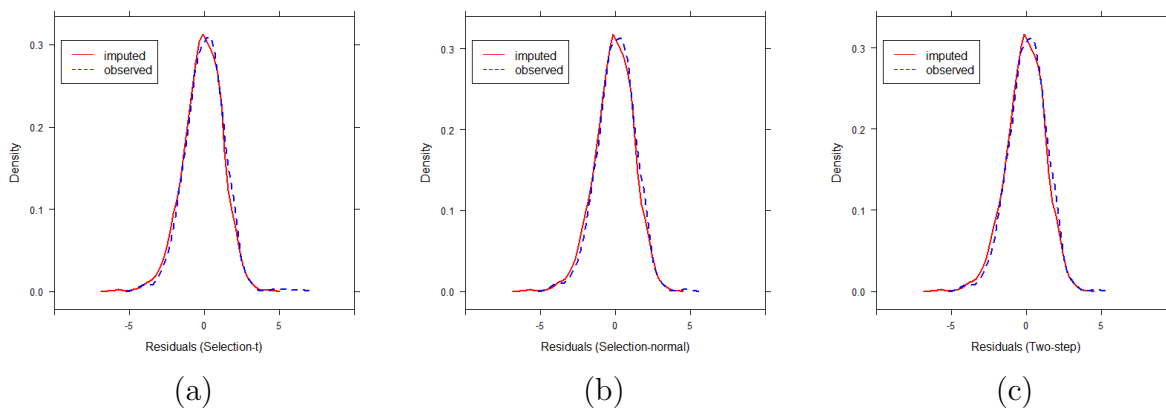 0.3
0.2
0.1
0.0
Density
imputed
observed
-5 0 5
Residuals (Selection-t)
(a)
0.3
0.2
0.1
0.0
Density
imputed
observed
-5 0 5
Residuals (Selection-normal)
(b)
0.3
0.2
0.1
0.0
Density
imputed
observed
-5 0 5
Residuals (Two-step)
(c)